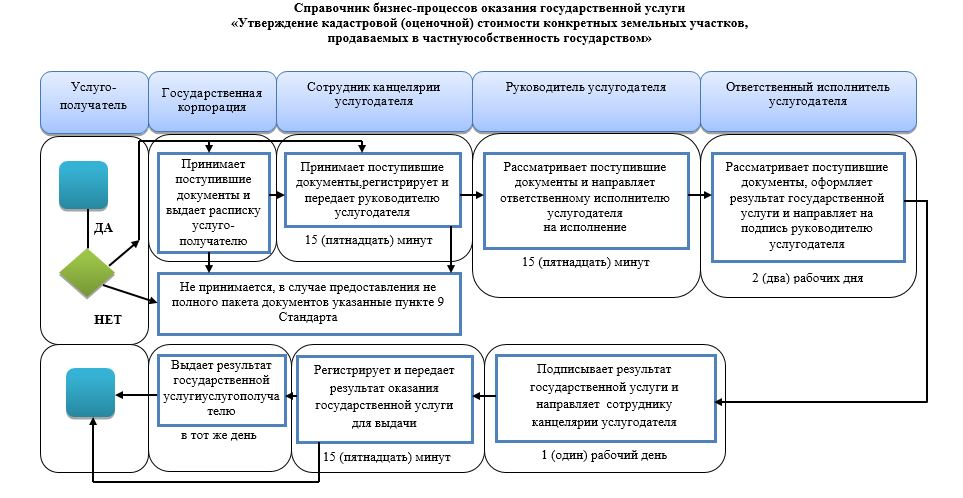 Справочник бизнес-процессов оказания государственной услуги
«Утверждение кадастровой (оценочной) стоимости конкретных земельных участков,
продаваемых в частнуюсобственность государством»
Услуго-
получатель
Государственная
корпорация
Сотрудник канцелярии
услугодателя
Руководитель услугодателя
Ответственный исполнитель
услугодателя
ДА
НЕТ
Принимает
поступившие
документы и
выдает расписку
услуго-
получателю
Принимает поступившие
документы,регистрирует и
передает руководителю
услугодателя
15 (пятнадцать) минут
Рассматривает поступившие
документы и направляет
ответственному исполнителю
услугодателя
на исполнение
15 (пятнадцать) минут
Рассматривает поступившие
документы, оформляет
результат государственной
услуги и направляет на
подпись руководителю
услугодателя
2 (два) рабочих дня
Не принимается, в случае предоставления не
полного пакета документов указанные пункте 9
Стандарта
Выдает результат
государственной
услугиуслугополуча
телю
в тот же день
Регистрирует и передает
результат оказания
государственной услуги
для выдачи
15 (пятнадцать) минут
Подписывает результат
государственной услуги и
направляет сотруднику
канцелярии услугодателя
1 (один) рабочий день